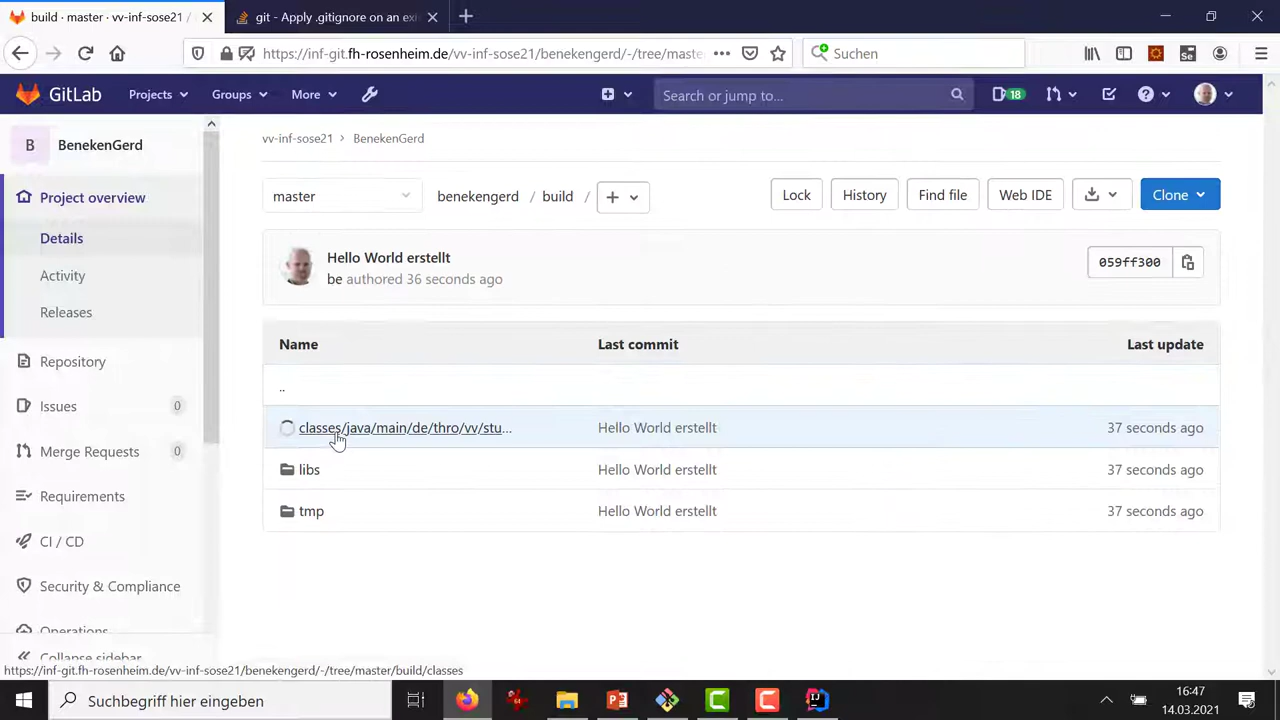 build · master · vv-inf-sose21 /
git - Apply .gitignore on an exi
https://inf-git.fh-rosenheim.de/vv-inf-sose21/benekengerd/-/tree/maste
Suchen
GitLab
Projects
Groups
More
Search or jump to...
18
B
BenekenGerd
Project overview
Details
Activity
Releases
Repository
Issues
0
Merge Requests
0
Requirements
CI / CD
Security & Compliance
Operations
Collapse sidebar
vv-inf-sose21 > BenekenGerd
master
benekengerd / build /
+
Lock
History
Find file
Web IDE
Clone
Hello World erstellt
be authored 36 seconds ago
059ff300
Name
Last commit
Last update
..
classes/java/main/de/thro/vv/stu...
Hello World erstellt
37 seconds ago
libs
Hello World erstellt
37 seconds ago
tmp
Hello World erstellt
37 seconds ago
https://inf-git.fh-rosenheim.de/vv-inf-sose21/benekengerd/-/tree/master/build/classes
Suchbegriff hier eingeben
16:47
14.03.2021